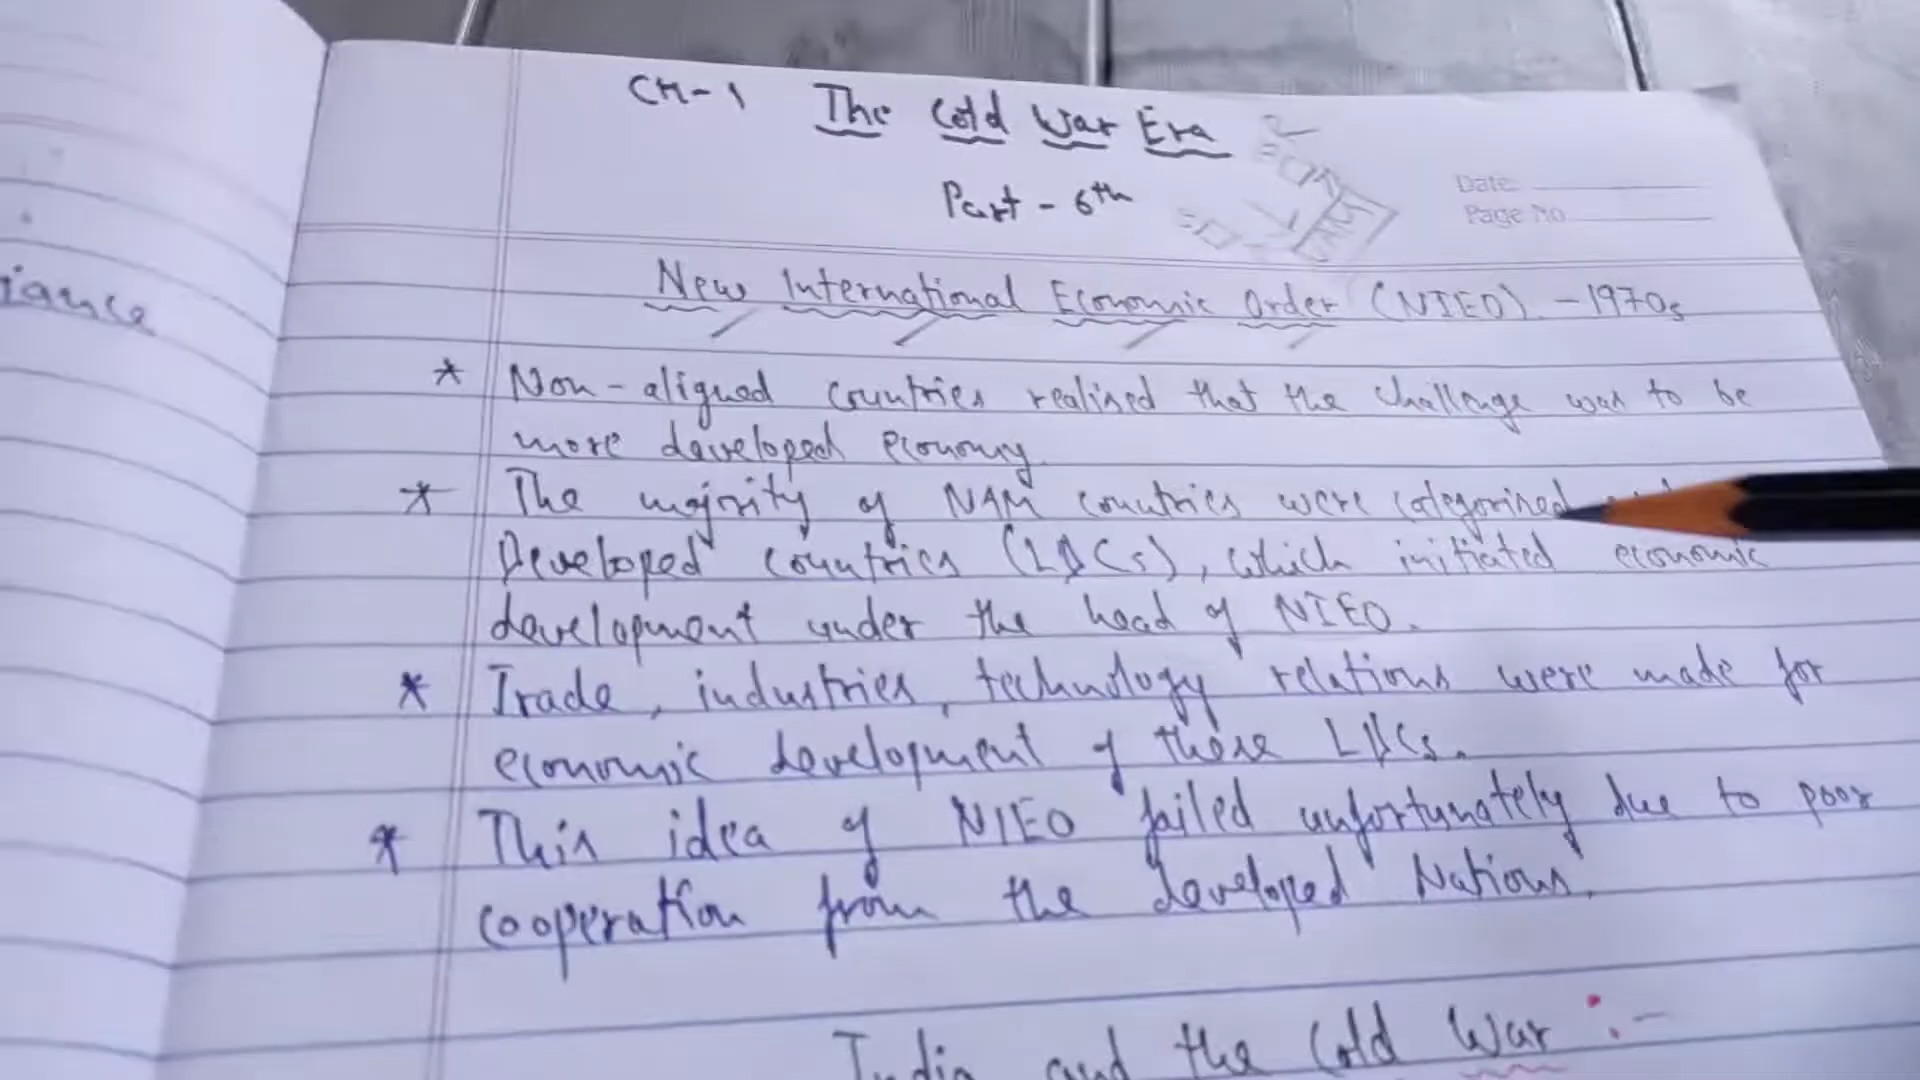 CH-1 The Cold War Era
Part - 6th
Date
Page No
New International Economic Order (NIEO). - 1970s
iance
* Non-aligned countries realised that the challenge was to be
more developed economy.
* The majority of NAM countries were categorised
Developed countries (LDCs), which initiated economic
development under the head of NIEO.
* Trade, industries, technology relations were made for
economic development of these LDCs.
* This idea of NIEO failed unfortunately due to poor
cooperation from the developed Nations.
India and the Cold War :-